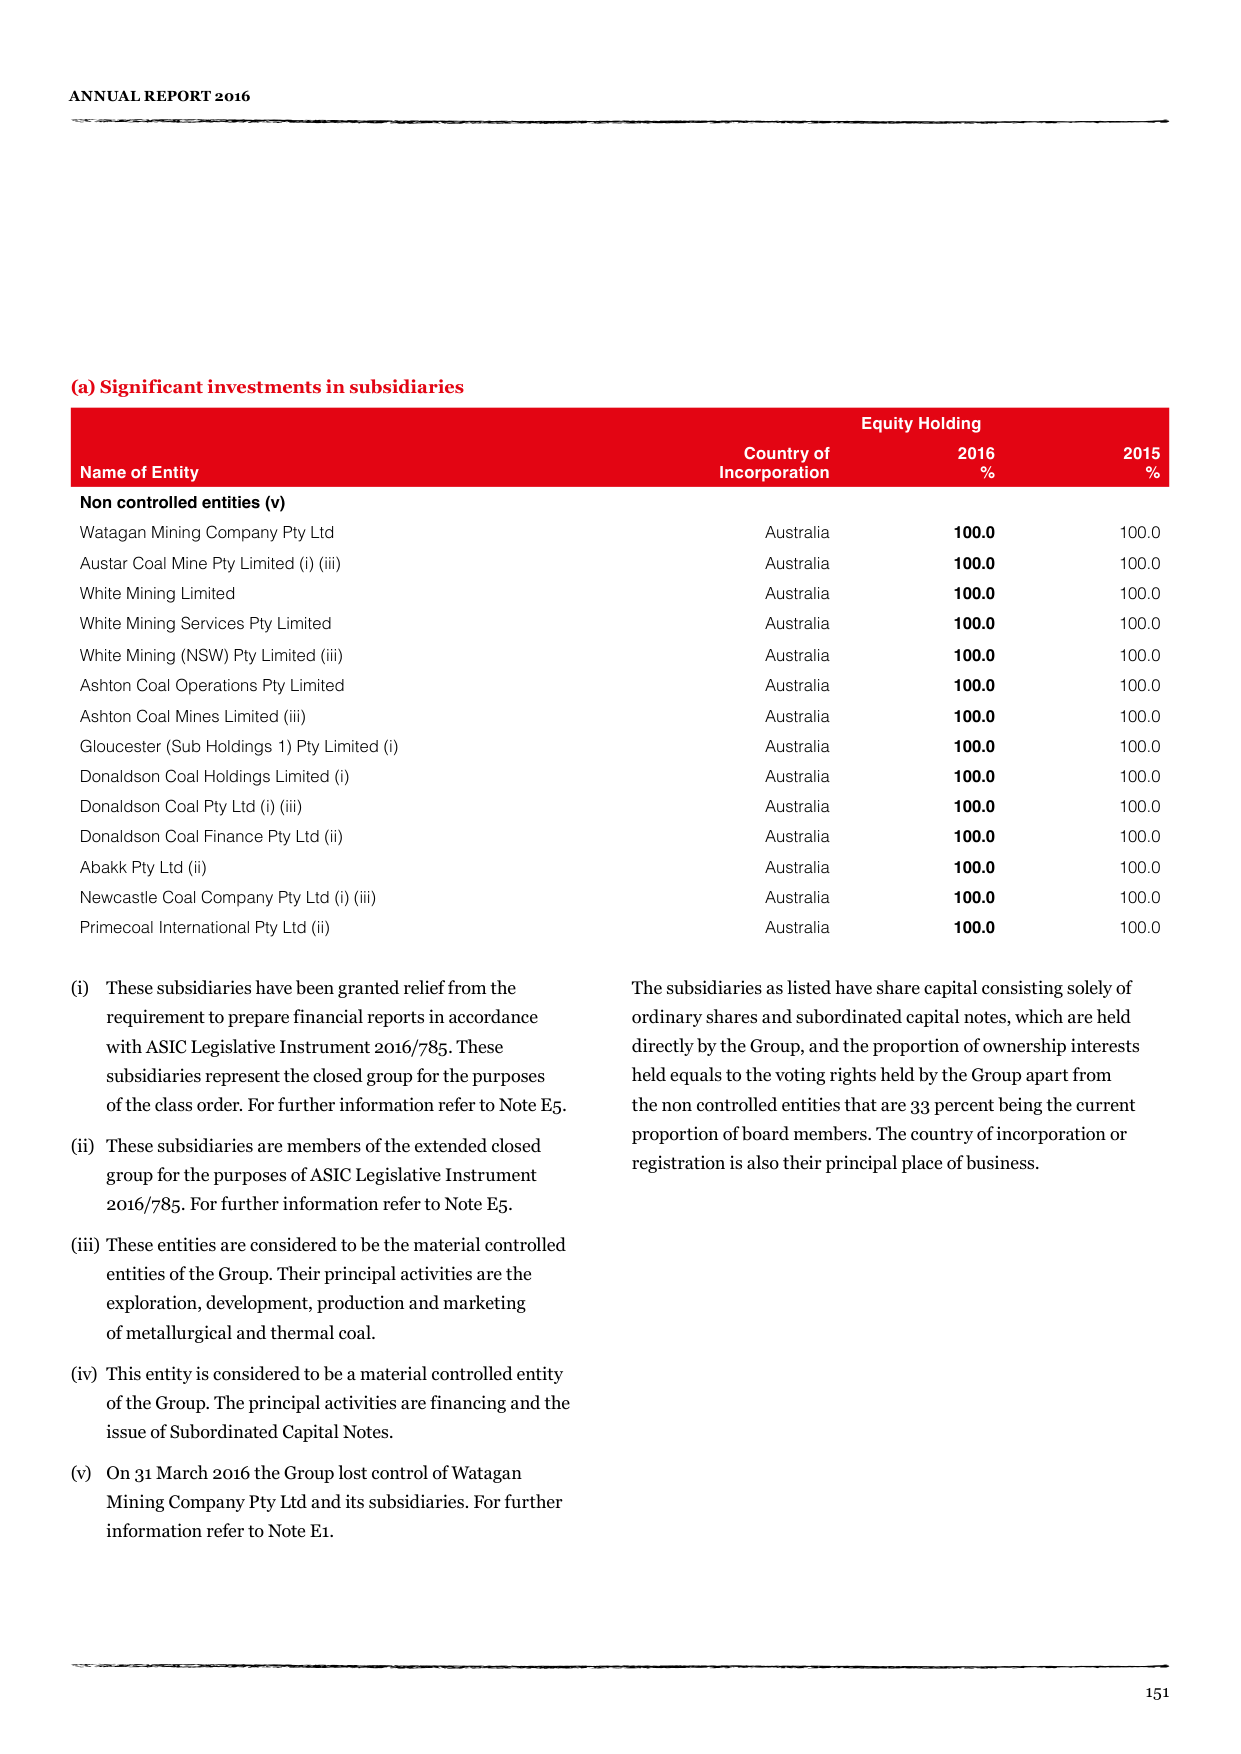 ANNUAL REPORT 2016
(a) Significant investments in subsidiaries
Equity Holding
Name of Entity Country of Incorporation 2016 % 2015 %
Non controlled entities (v)
Watagan Mining Company Pty Ltd Australia 100.0 100.0
Austar Coal Mine Pty Limited (i) (iii) Australia 100.0 100.0
White Mining Limited Australia 100.0 100.0
White Mining Services Pty Limited Australia 100.0 100.0
White Mining (NSW) Pty Limited (iii) Australia 100.0 100.0
Ashton Coal Operations Pty Limited Australia 100.0 100.0
Ashton Coal Mines Limited (iii) Australia 100.0 100.0
Gloucester (Sub Holdings 1) Pty Limited (i) Australia 100.0 100.0
Donaldson Coal Holdings Limited (i) Australia 100.0 100.0
Donaldson Coal Pty Ltd (i) (iii) Australia 100.0 100.0
Donaldson Coal Finance Pty Ltd (ii) Australia 100.0 100.0
Abakk Pty Ltd (ii) Australia 100.0 100.0
Newcastle Coal Company Pty Ltd (i) (iii) Australia 100.0 100.0
Primecoal International Pty Ltd (ii) Australia 100.0 100.0
(i) These subsidiaries have been granted relief from the
requirement to prepare financial reports in accordance
with ASIC Legislative Instrument 2016/785. These
subsidiaries represent the closed group for the purposes
of the class order. For further information refer to Note E5.
(ii) These subsidiaries are members of the extended closed
group for the purposes of ASIC Legislative Instrument
2016/785. For further information refer to Note E5.
(iii) These entities are considered to be the material controlled
entities of the Group. Their principal activities are the
exploration, development, production and marketing
of metallurgical and thermal coal.
(iv) This entity is considered to be a material controlled entity
of the Group. The principal activities are financing and the
issue of Subordinated Capital Notes.
(v) On 31 March 2016 the Group lost control of Watagan
Mining Company Pty Ltd and its subsidiaries. For further
information refer to Note E1.
The subsidiaries as listed have share capital consisting solely of
ordinary shares and subordinated capital notes, which are held
directly by the Group, and the proportion of ownership interests
held equals to the voting rights held by the Group apart from
the non controlled entities that are 33 percent being the current
proportion of board members. The country of incorporation or
registration is also their principal place of business.
151